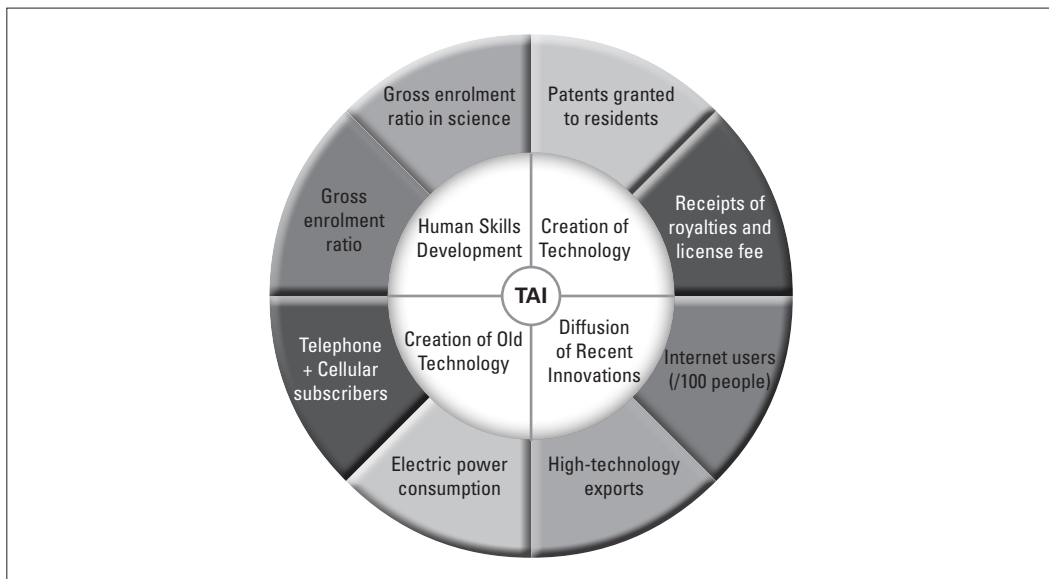 Gross enrolment
ratio in science
Patents granted
to residents
Gross
enrolment
ratio
Receipts of
royalties and
license fee
Human Skills
Development
Creation of
Technology
TAI
Creation of Old
Technology
Diffusion
of Recent
Innovations
Telephone
+ Cellular
subscribers
Internet users
(/100 people)
Electric power
consumption
High-technology
exports